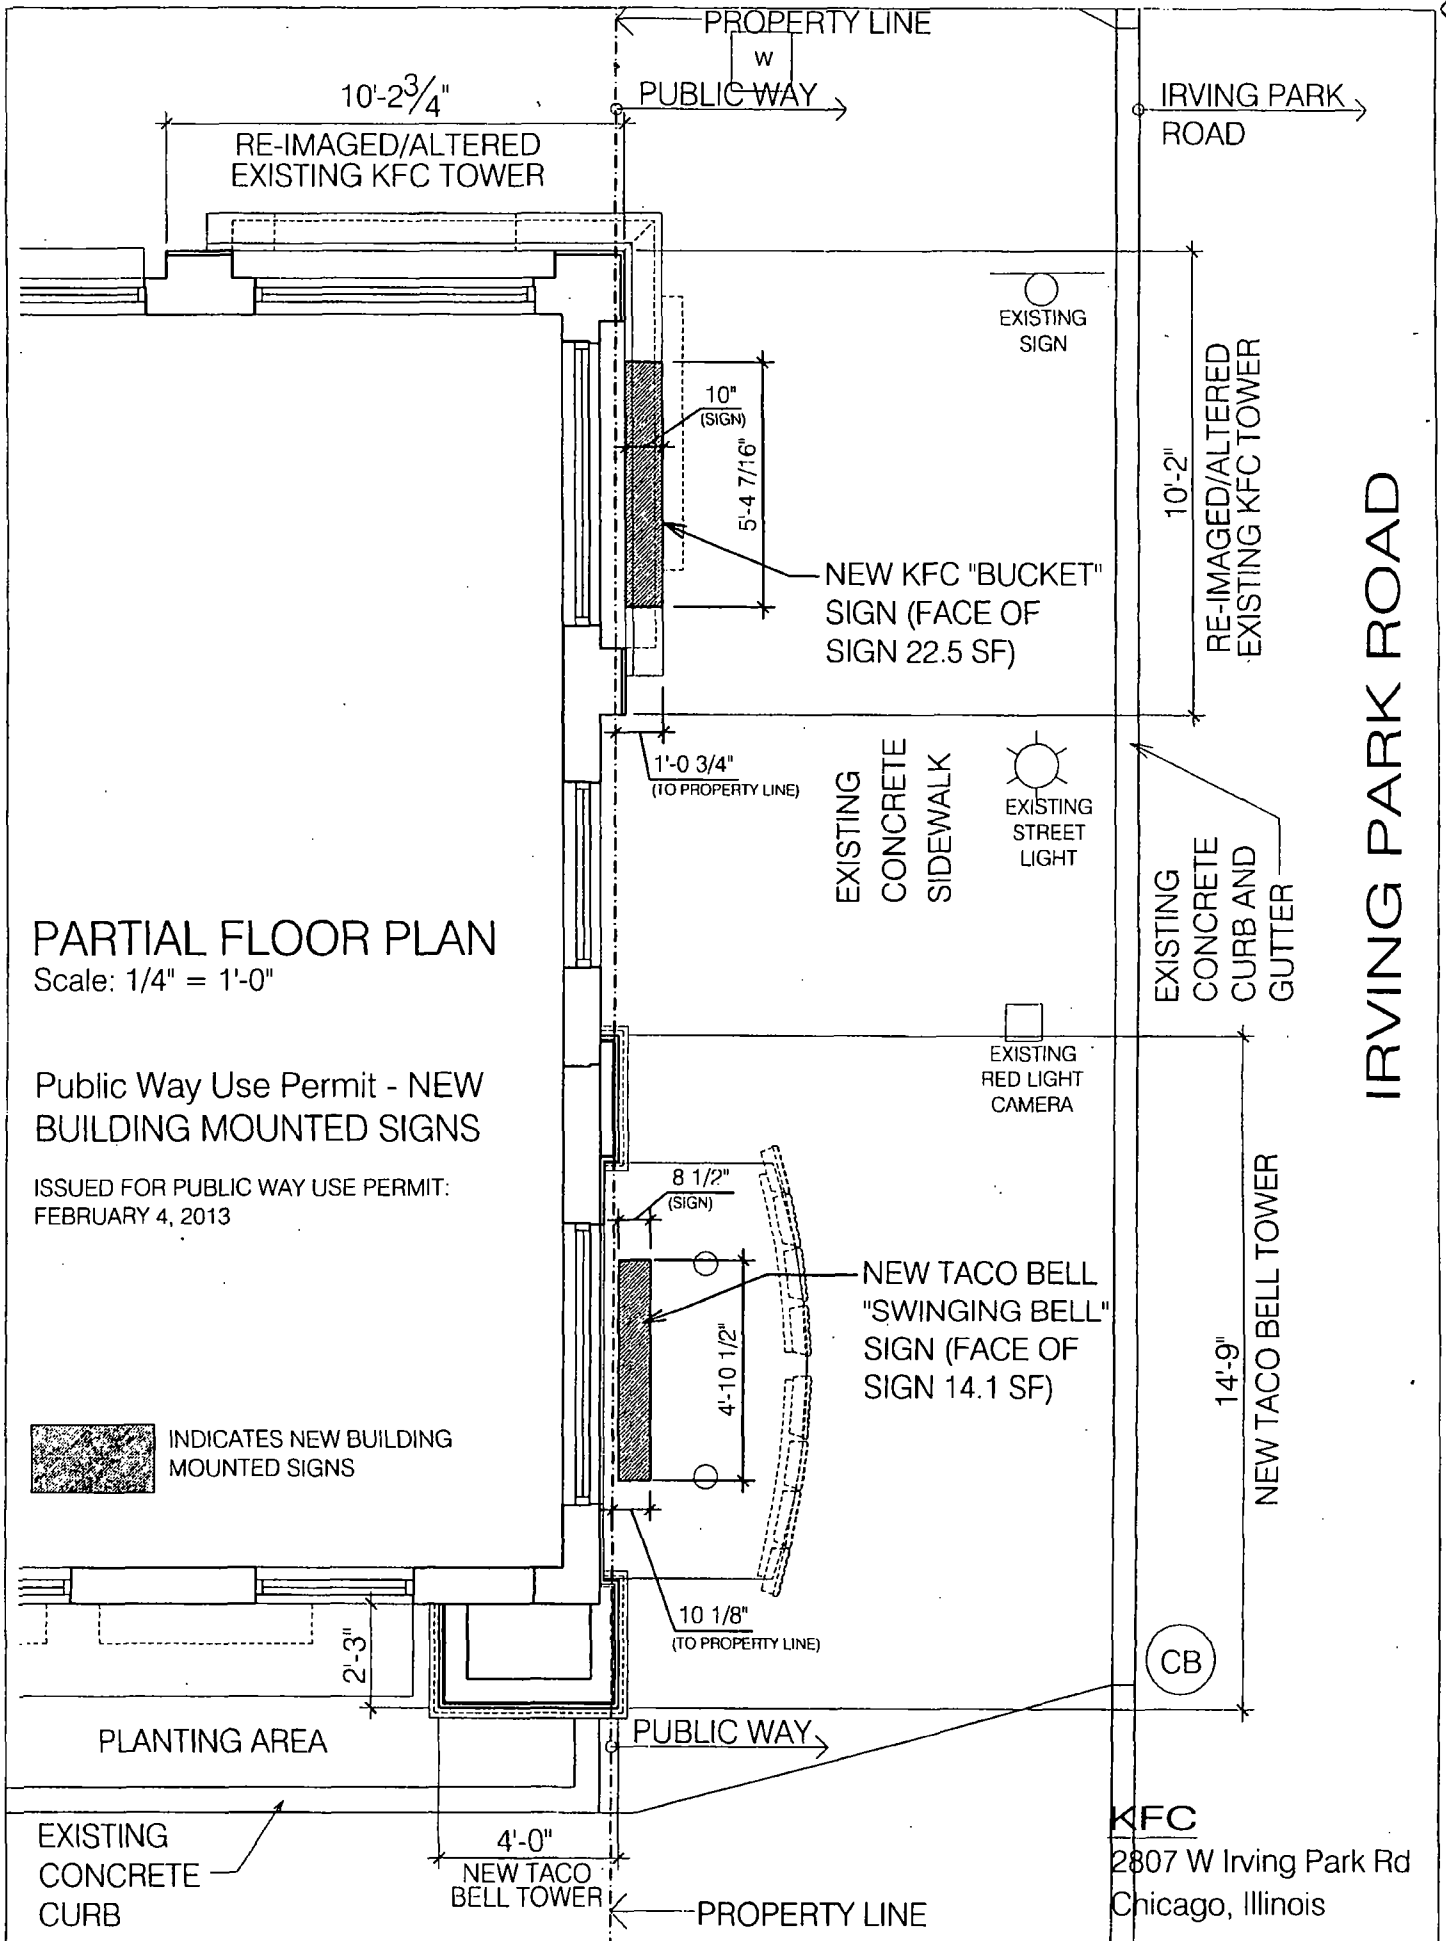 PROPERTY LINE
W
10'-2 3/4"
PUBLIC WAY
IRVING PARK
ROAD
RE-IMAGED/ALTERED
EXISTING KFC TOWER
EXISTING
SIGN
10"
(SIGN)
5'-4 7/16"
10'-2"
RE-IMAGED/ALTERED
EXISTING KFC TOWER
NEW KFC "BUCKET"
SIGN (FACE OF
SIGN 22.5 SF)
IRVING PARK ROAD
1'-0 3/4"
(TO PROPERTY LINE)
EXISTING
CONCRETE
SIDEWALK
EXISTING
STREET
LIGHT
EXISTING
CONCRETE
CURB AND
GUTTER
PARTIAL FLOOR PLAN
Scale: 1/4" = 1'-0"
EXISTING
RED LIGHT
CAMERA
Public Way Use Permit - NEW
BUILDING MOUNTED SIGNS
ISSUED FOR PUBLIC WAY USE PERMIT:
FEBRUARY 4, 2013
8 1/2"
(SIGN)
4'-10 1/2"
NEW TACO BELL
"SWINGING BELL"
SIGN (FACE OF
SIGN 14.1 SF)
14'-9"
NEW TACO BELL TOWER
INDICATES NEW BUILDING
MOUNTED SIGNS
10 1/8"
(TO PROPERTY LINE)
2'-3"
CB
PLANTING AREA
PUBLIC WAY
EXISTING
CONCRETE
CURB
4'-0"
NEW TACO
BELL TOWER
PROPERTY LINE
KFC
2807 W Irving Park Rd
Chicago, Illinois